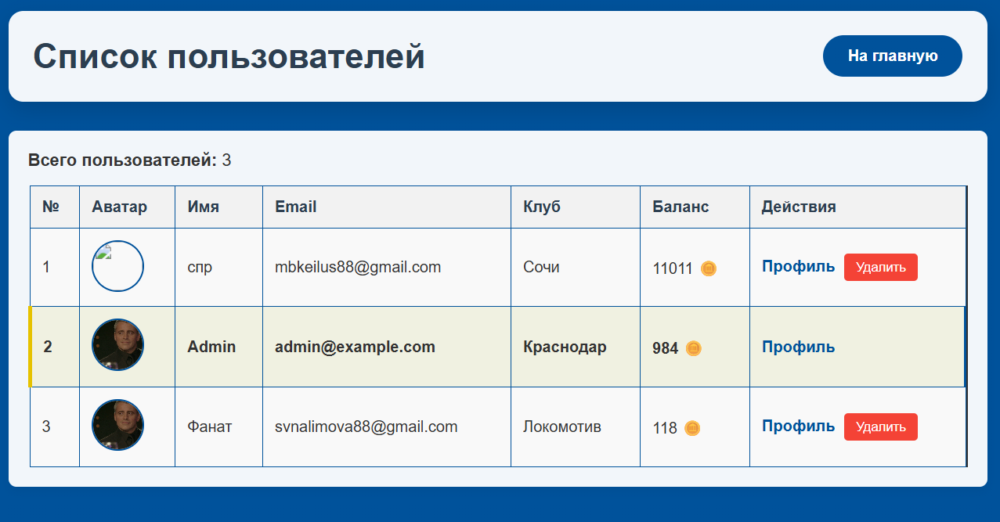 Список пользователей
На главную
Всего пользователей: 3
№ Аватар Имя Email Клуб Баланс Действия
1 спр mbkeilus88@gmail.com Сочи 11011 Профиль Удалить
2 Admin admin@example.com Краснодар 984 Профиль
3 Фанат svnalimova88@gmail.com Локомотив 118 Профиль Удалить